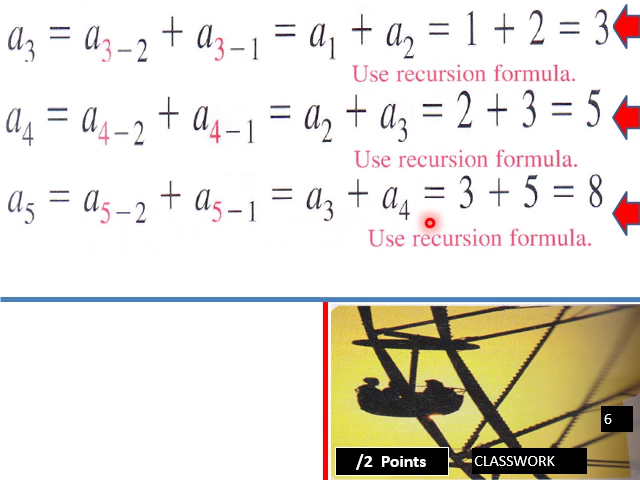 a₃ = a₃₋₂ + a₃₋₁ = a₁ + a₂ = 1 + 2 = 3
Use recursion formula.
a₄ = a₄₋₂ + a₄₋₁ = a₂ + a₃ = 2 + 3 = 5
Use recursion formula.
a₅ = a₅₋₂ + a₅₋₁ = a₃ + a₄ = 3 + 5 = 8
Use recursion formula.
6
/2 Points
CLASSWORK